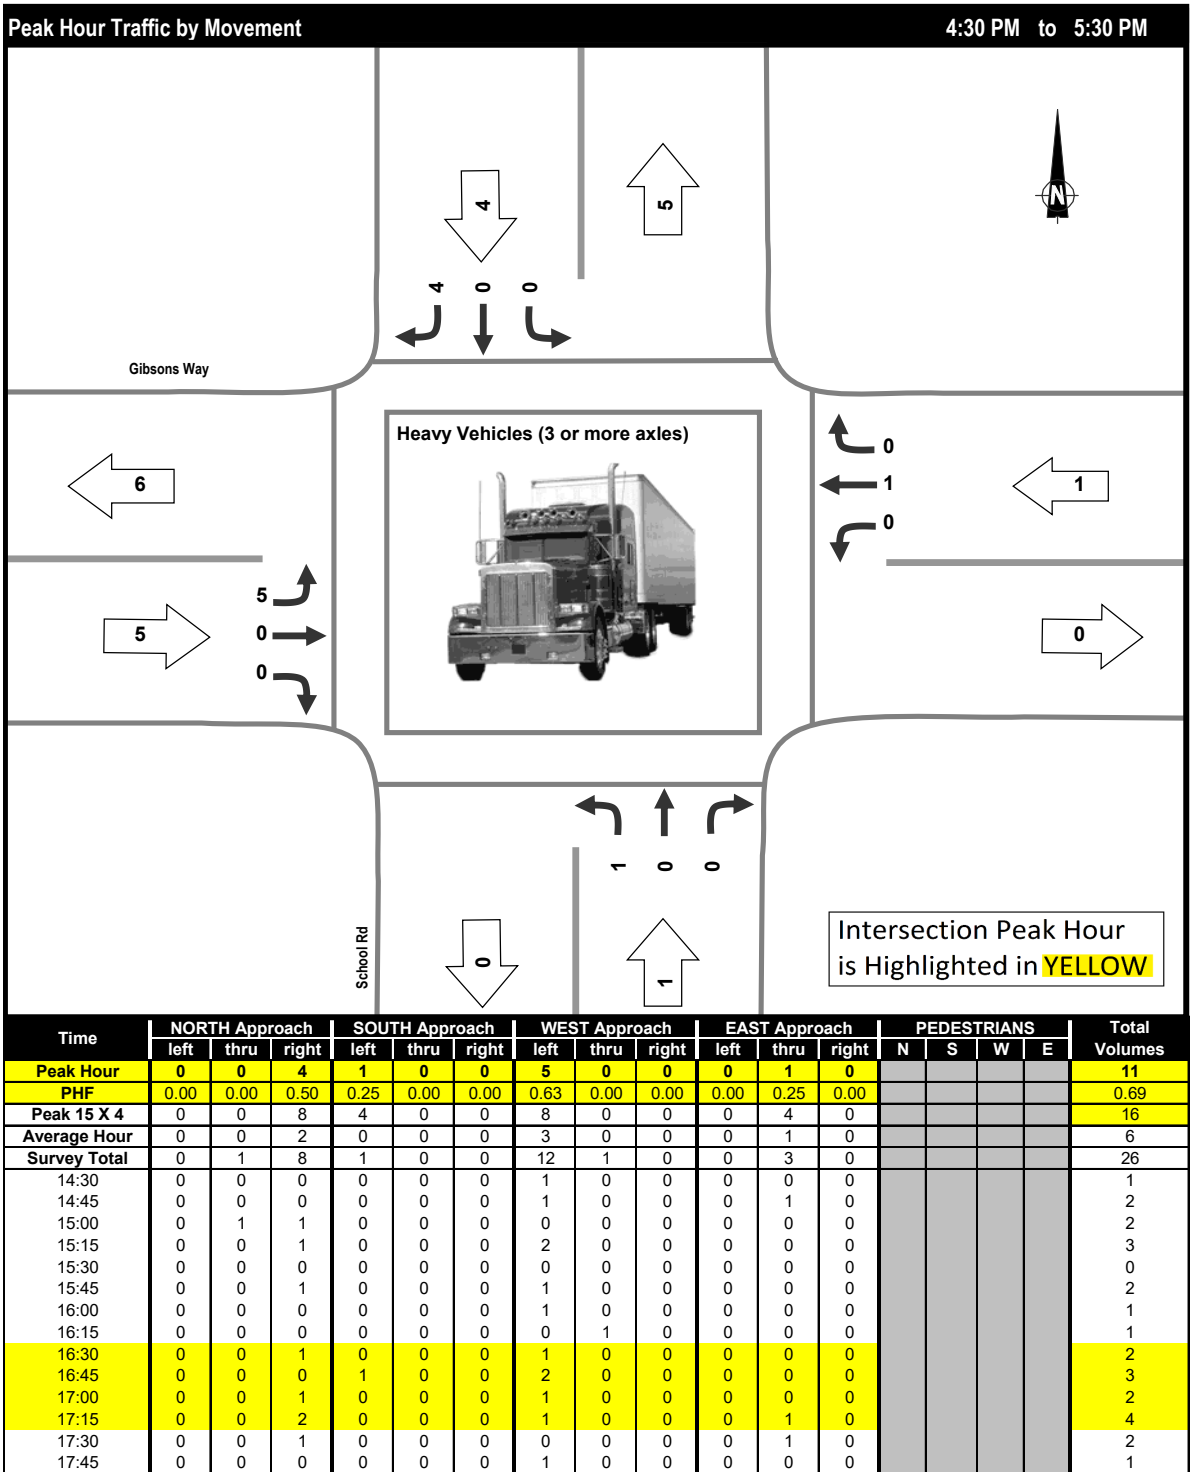 Peak Hour Traffic by Movement 4:30 PM to 5:30 PM
4 5
N
4 0 0
Gibsons Way
Heavy Vehicles (3 or more axles)
0
6 1 1
0
5
5 0 0
0
1 0 0
School Rd
0 1
Intersection Peak Hour
is Highlighted in YELLOW
Time NORTH Approach SOUTH Approach WEST Approach EAST Approach PEDESTRIANS Total
left thru right left thru right left thru right left thru right N S W E Volumes
Peak Hour 0 0 4 1 0 0 5 0 0 0 1 0 11
PHF 0.00 0.00 0.50 0.25 0.00 0.00 0.63 0.00 0.00 0.00 0.25 0.00 0.69
Peak 15 X 4 0 0 8 4 0 0 8 0 0 0 4 0 16
Average Hour 0 0 2 0 0 0 3 0 0 0 1 0 6
Survey Total 0 1 8 1 0 0 12 1 0 0 3 0 26
14:30 0 0 0 0 0 0 1 0 0 0 0 0 1
14:45 0 0 0 0 0 0 1 0 0 0 1 0 2
15:00 0 1 1 0 0 0 0 0 0 0 0 0 2
15:15 0 0 1 0 0 0 2 0 0 0 0 0 3
15:30 0 0 0 0 0 0 0 0 0 0 0 0 0
15:45 0 0 1 0 0 0 1 0 0 0 0 0 2
16:00 0 0 0 0 0 0 1 0 0 0 0 0 1
16:15 0 0 0 0 0 0 0 1 0 0 0 0 1
16:30 0 0 1 0 0 0 1 0 0 0 0 0 2
16:45 0 0 0 1 0 0 2 0 0 0 0 0 3
17:00 0 0 1 0 0 0 1 0 0 0 0 0 2
17:15 0 0 2 0 0 0 1 0 0 0 1 0 4
17:30 0 0 1 0 0 0 0 0 0 0 1 0 2
17:45 0 0 0 0 0 0 1 0 0 0 0 0 1